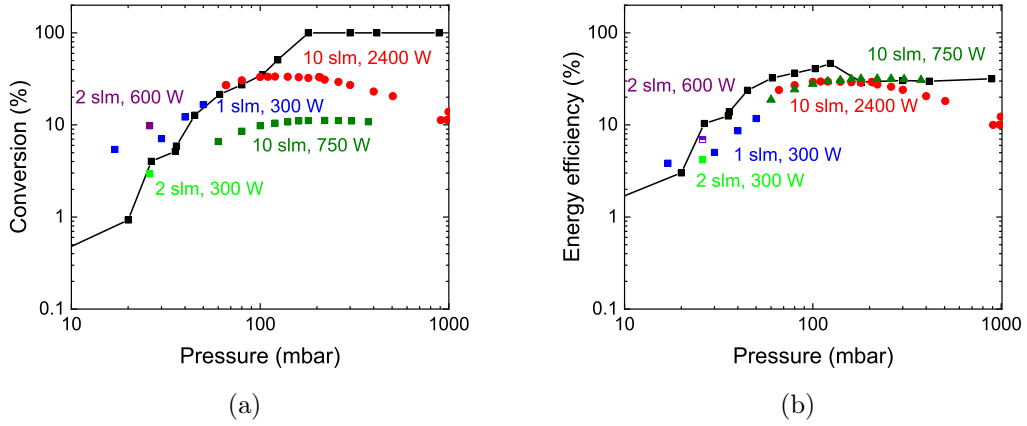 100
10
1
0.1
10
100
1000
Conversion (%)
Pressure (mbar)
10 slm, 2400 W
2 slm, 600 W
1 slm, 300 W
10 slm, 750 W
2 slm, 300 W
(a)
100
10
1
0.1
10
100
1000
Energy efficiency (%)
Pressure (mbar)
10 slm, 750 W
2 slm, 600 W
10 slm, 2400 W
1 slm, 300 W
2 slm, 300 W
(b)